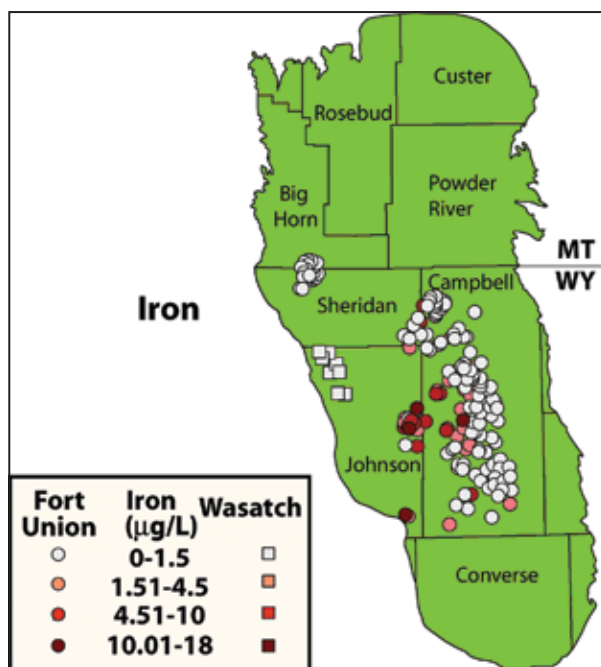 Custer
Rosebud
Big
Horn
Powder
River
MT
WY
Campbell
Sheridan
Iron
Johnson
Converse
Fort Iron Wasatch
Union (µg/L)
0-1.5
1.51-4.5
4.51-10
10.01-18